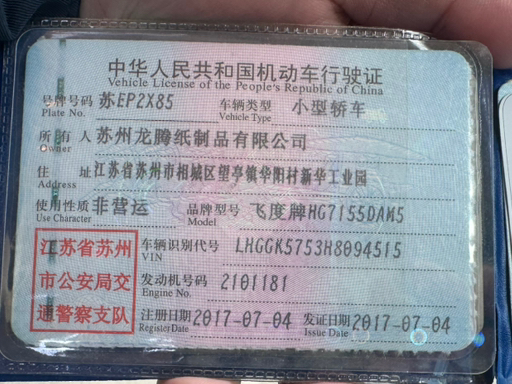 中华人民共和国机动车行驶证
Vehicle License of the People's Republic of China
号牌号码 苏EP2X85 车辆类型 小型轿车
Plate No. Vehicle Type
所有人 苏州龙腾纸制品有限公司
Owner
住址 江苏省苏州市相城区望亭镇华阳村新华工业园
Address
使用性质 非营运 品牌型号 飞度牌HG7155DAM5
Use Character Model
江苏省苏州 车辆识别代号 LHGGK5753H8094515
VIN
市公安局交 发动机号码 2101181
Engine No.
通警察支队 注册日期 2017-07-04 发证日期 2017-07-04
Register Date Issue Date